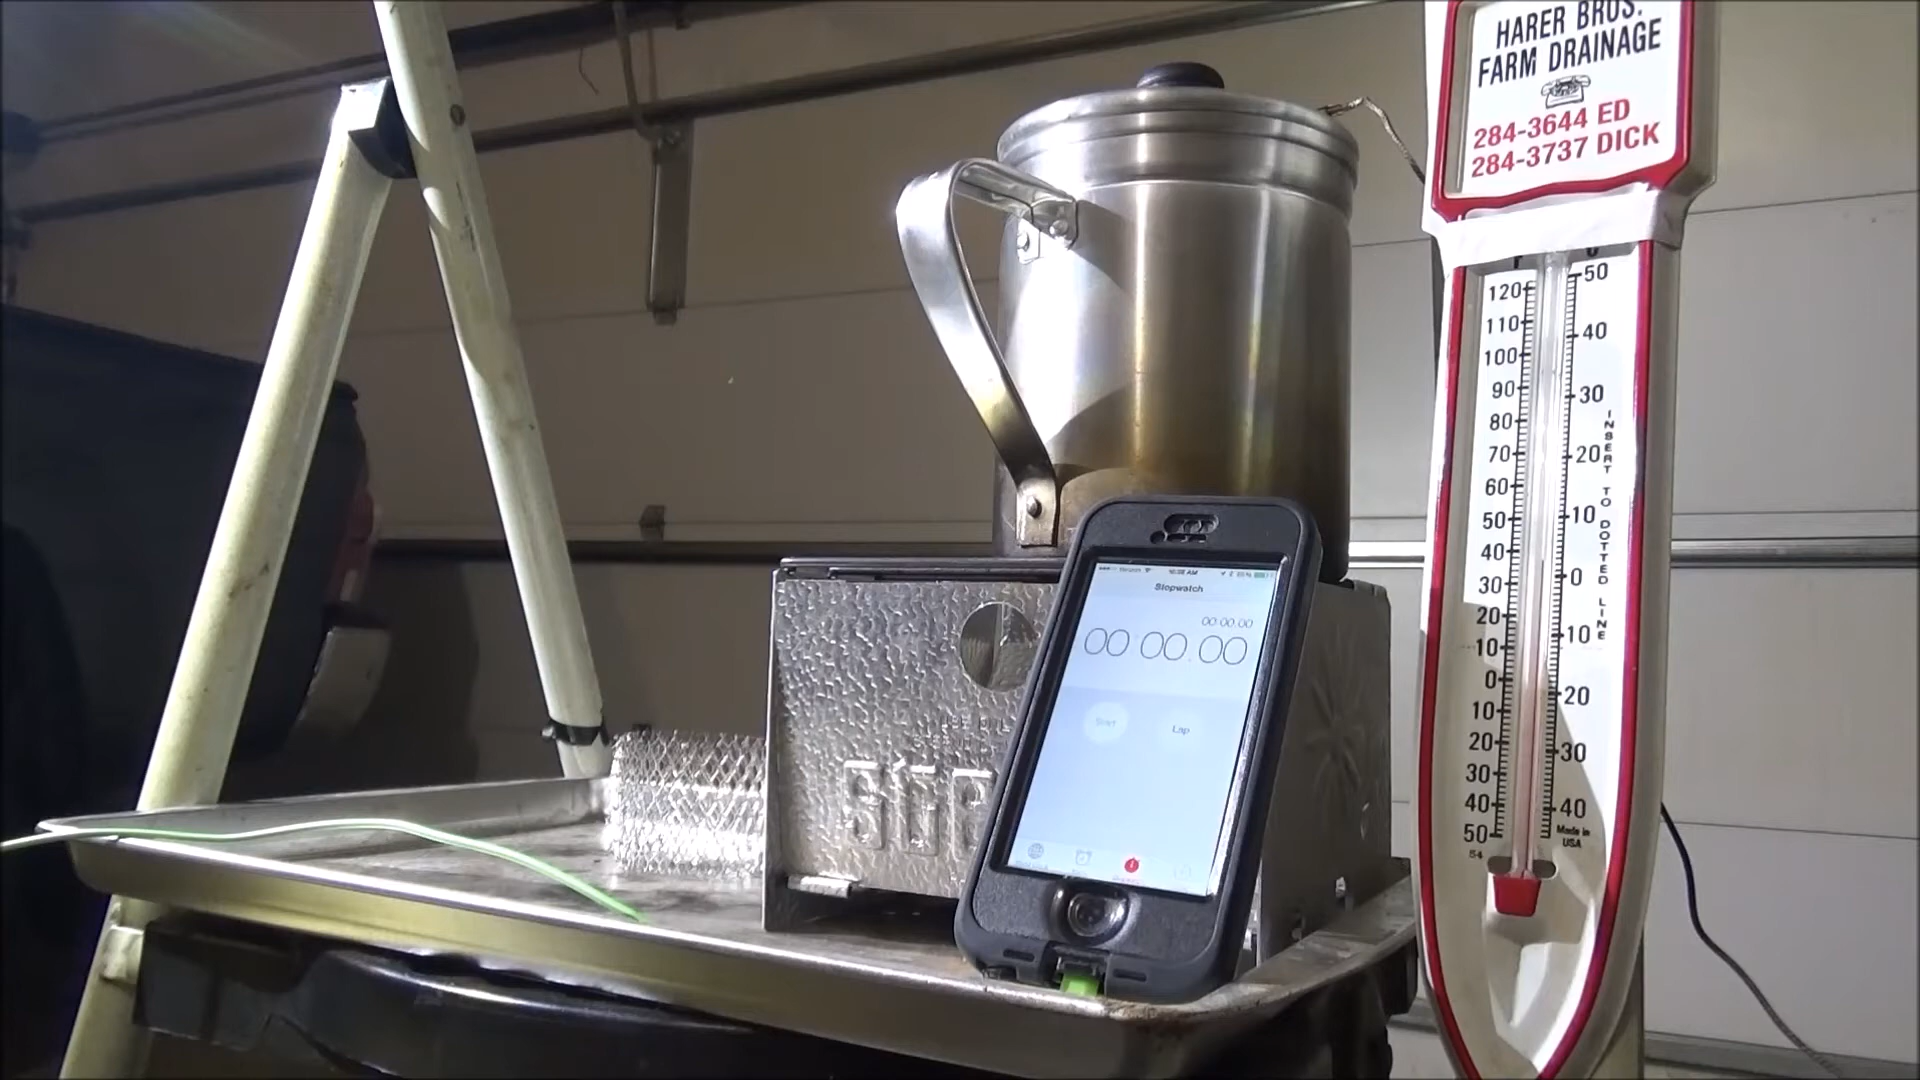 HARER BROS.
FARM DRAINAGE
284-3644 ED
284-3737 DICK
F C
120 50
110
100 40
90
80 30
70 20
60
50 10
40
30 0
20
10 10
0
10 20
20
30 30
40 40
50
54
INSERT TO DOTTED LINE
Made in
USA
Stopwatch
00:00.00
00:00.00
Start Lap